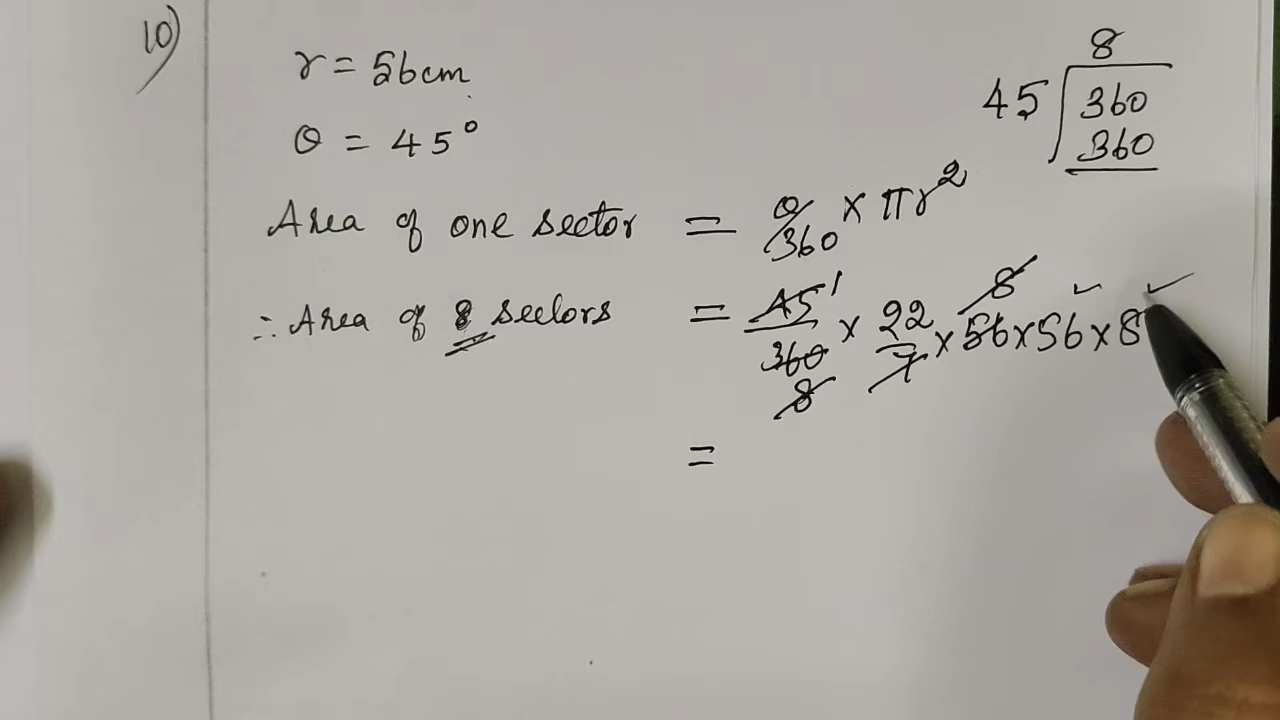 10)
r = 56cm
θ = 45°
8
45 360
360
Area of one sector = θ/360 × πr²
∴ Area of 8 sectors = 45/360 × 22/7 × 56 × 56 × 8
1 8
8
=